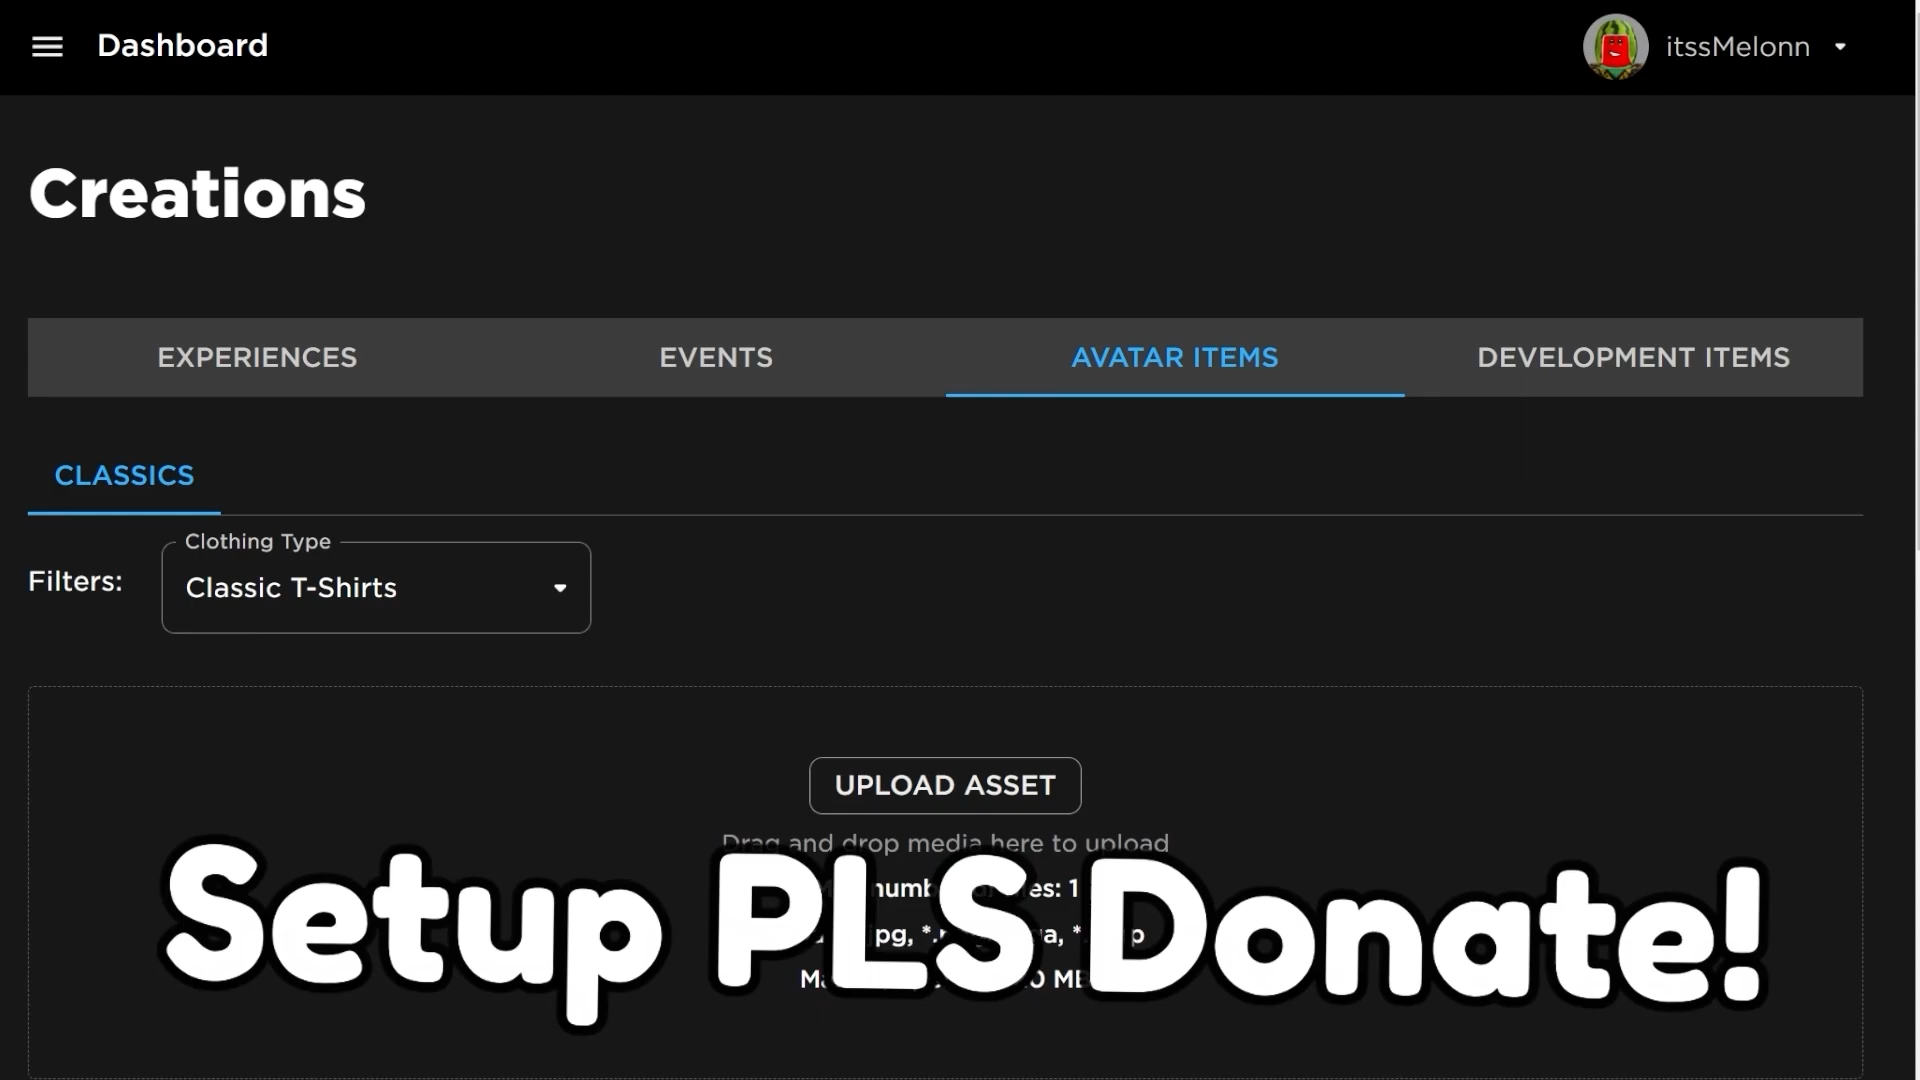 Dashboard
itssMelonn
Creations
EXPERIENCES
EVENTS
AVATAR ITEMS
DEVELOPMENT ITEMS
CLASSICS
Clothing Type
Filters:
Classic T-Shirts
UPLOAD ASSET
Drag and drop media here to upload
1
Setup PLS Donate!